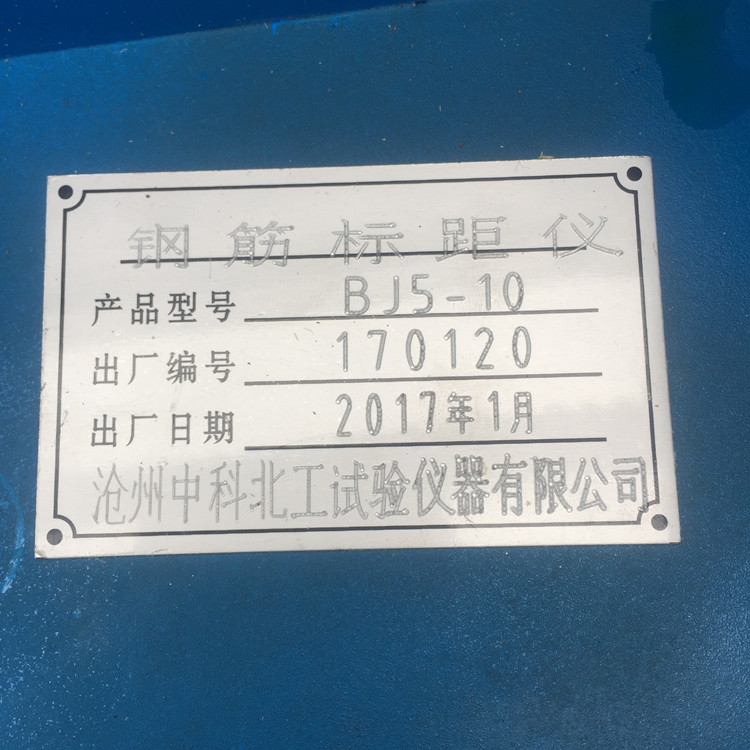 钢筋标距仪
产品型号 BJ5-10
出厂编号 170120
出厂日期 2017年1月
沧州中科北工试验仪器有限公司